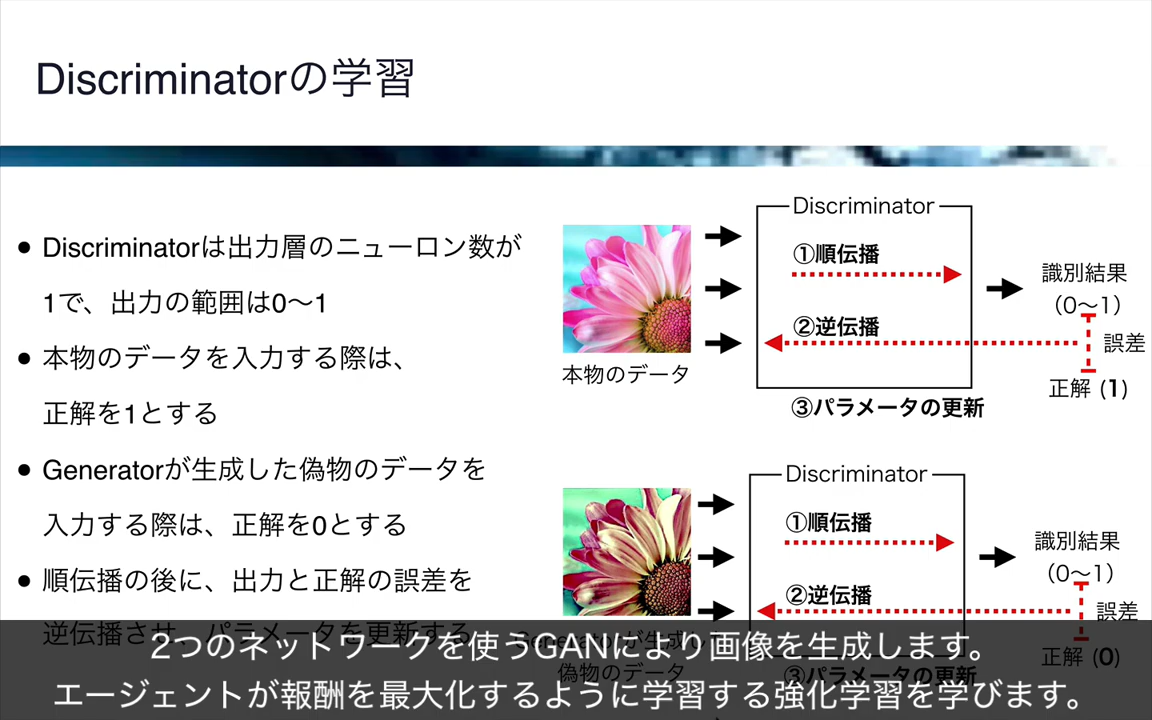 Discriminatorの学習
● Discriminatorは出力層のニューロン数が
1で、出力の範囲は0〜1
● 本物のデータを入力する際は、
正解を1とする
● Generatorが生成した偽物のデータを
入力する際は、正解を0とする
● 順伝播の後に、出力と正解の誤差を
逆伝播させ、パラメータを更新する
Discriminator
①順伝播
②逆伝播
③パラメータの更新
本物のデータ
識別結果
（0〜1）
誤差
正解 (1)
Discriminator
①順伝播
②逆伝播
③パラメータの更新
Generatorが生成し
偽物のデータ
識別結果
（0〜1）
誤差
正解 (0)
2つのネットワークを使うGANにより画像を生成します。
エージェントが報酬を最大化するように学習する強化学習を学びます。